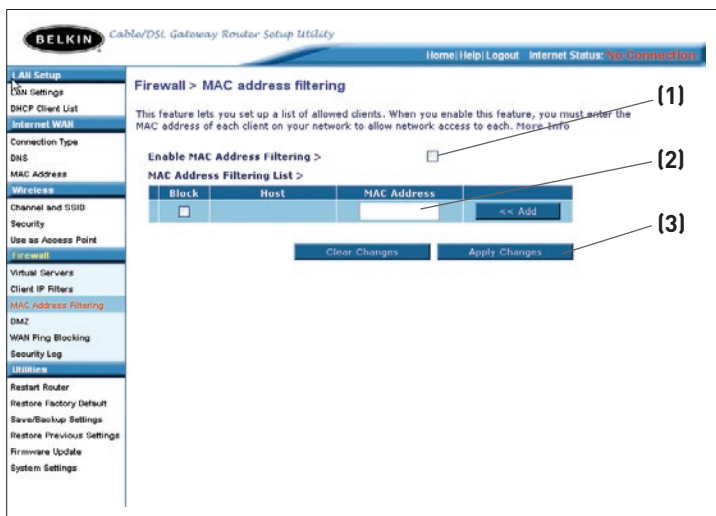 BELKIN
Cable/DSL Gateway Router Setup Utility
Home|Help|Logout Internet Status: No Connection
LAN Setup
LAN Settings
DHCP Client List
Internet WAN
Connection Type
DNS
MAC Address
Wireless
Channel and SSID
Security
Use as Access Point
Firewall
Virtual Servers
Client IP Filters
MAC Address Filtering
DMZ
WAN Ping Blocking
Security Log
Utilities
Restart Router
Restore Factory Default
Save/Backup Settings
Restore Previous Settings
Firmware Update
System Settings
Firewall > MAC address filtering
This feature lets you set up a list of allowed clients. When you enable this feature, you must enter the
MAC address of each client on your network to allow network access to each. More Info
(1)
Enable MAC Address Filtering >
(2)
MAC Address Filtering List >
Block Host MAC Address
<< Add
(3)
Clear Changes Apply Changes